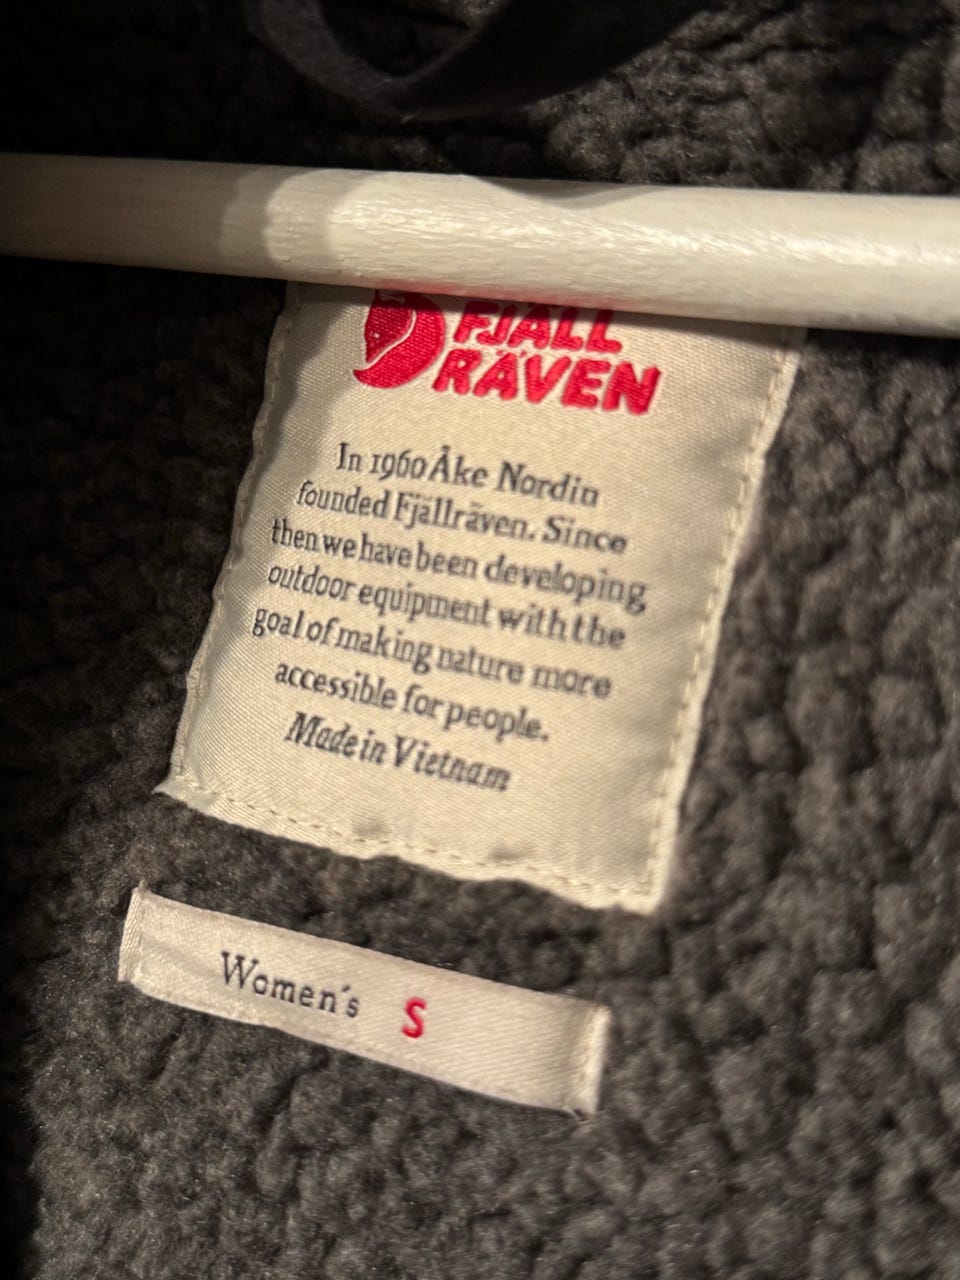 FJÄLL
RÄVEN
In 1960 Åke Nordin
founded Fjällräven. Since
then we have been developing
outdoor equipment with the
goal of making nature more
accessible for people.
Made in Vietnam
Women's S